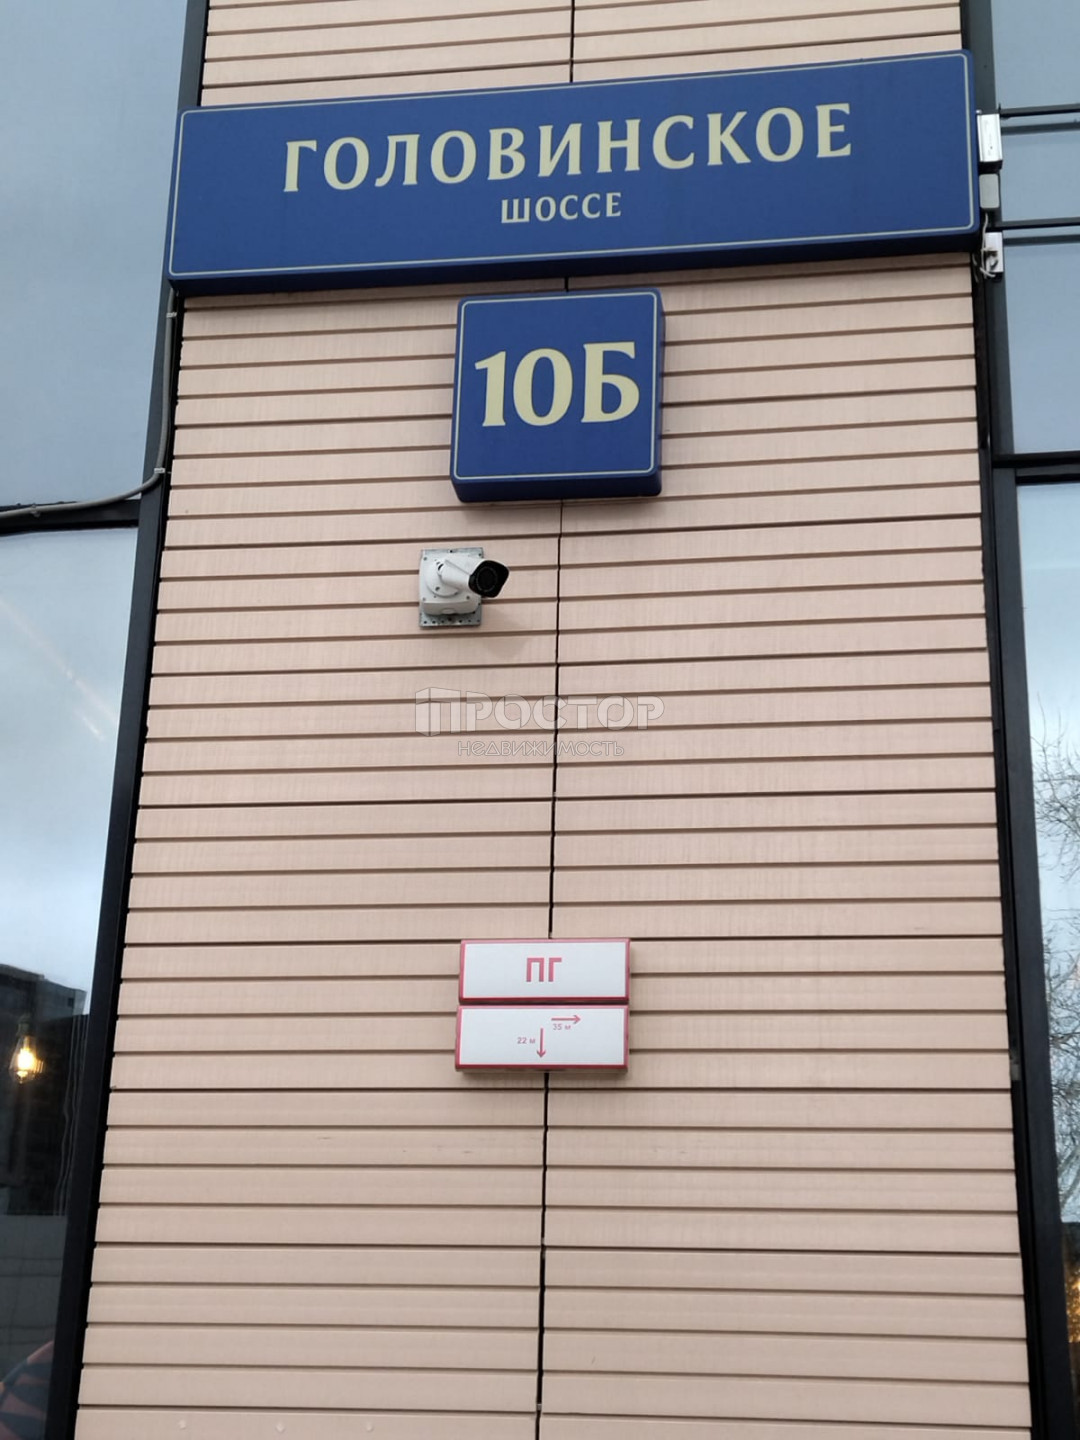 ГОЛОВИНСКОЕ
ШОССЕ
10Б
ПРОСТОР
НЕДВИЖИМОСТЬ
ПГ
35 м
22 м